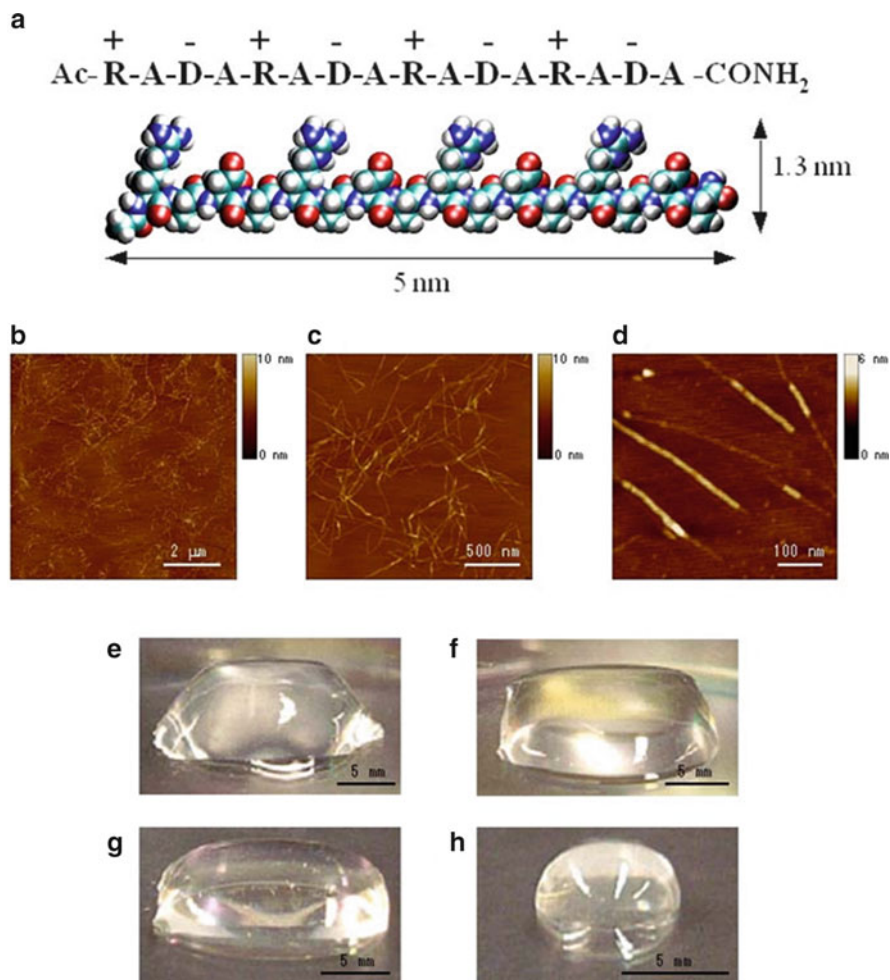 a
+ - + - + - + -
Ac-R-A-D-A-R-A-D-A-R-A-D-A-R-A-D-A-CONH₂
1.3 nm
5 nm
b
10 nm
0 nm
2 μm
c
10 nm
0 nm
500 nm
d
6 nm
0 nm
100 nm
e
5 mm
f
5 mm
g
5 mm
h
5 mm